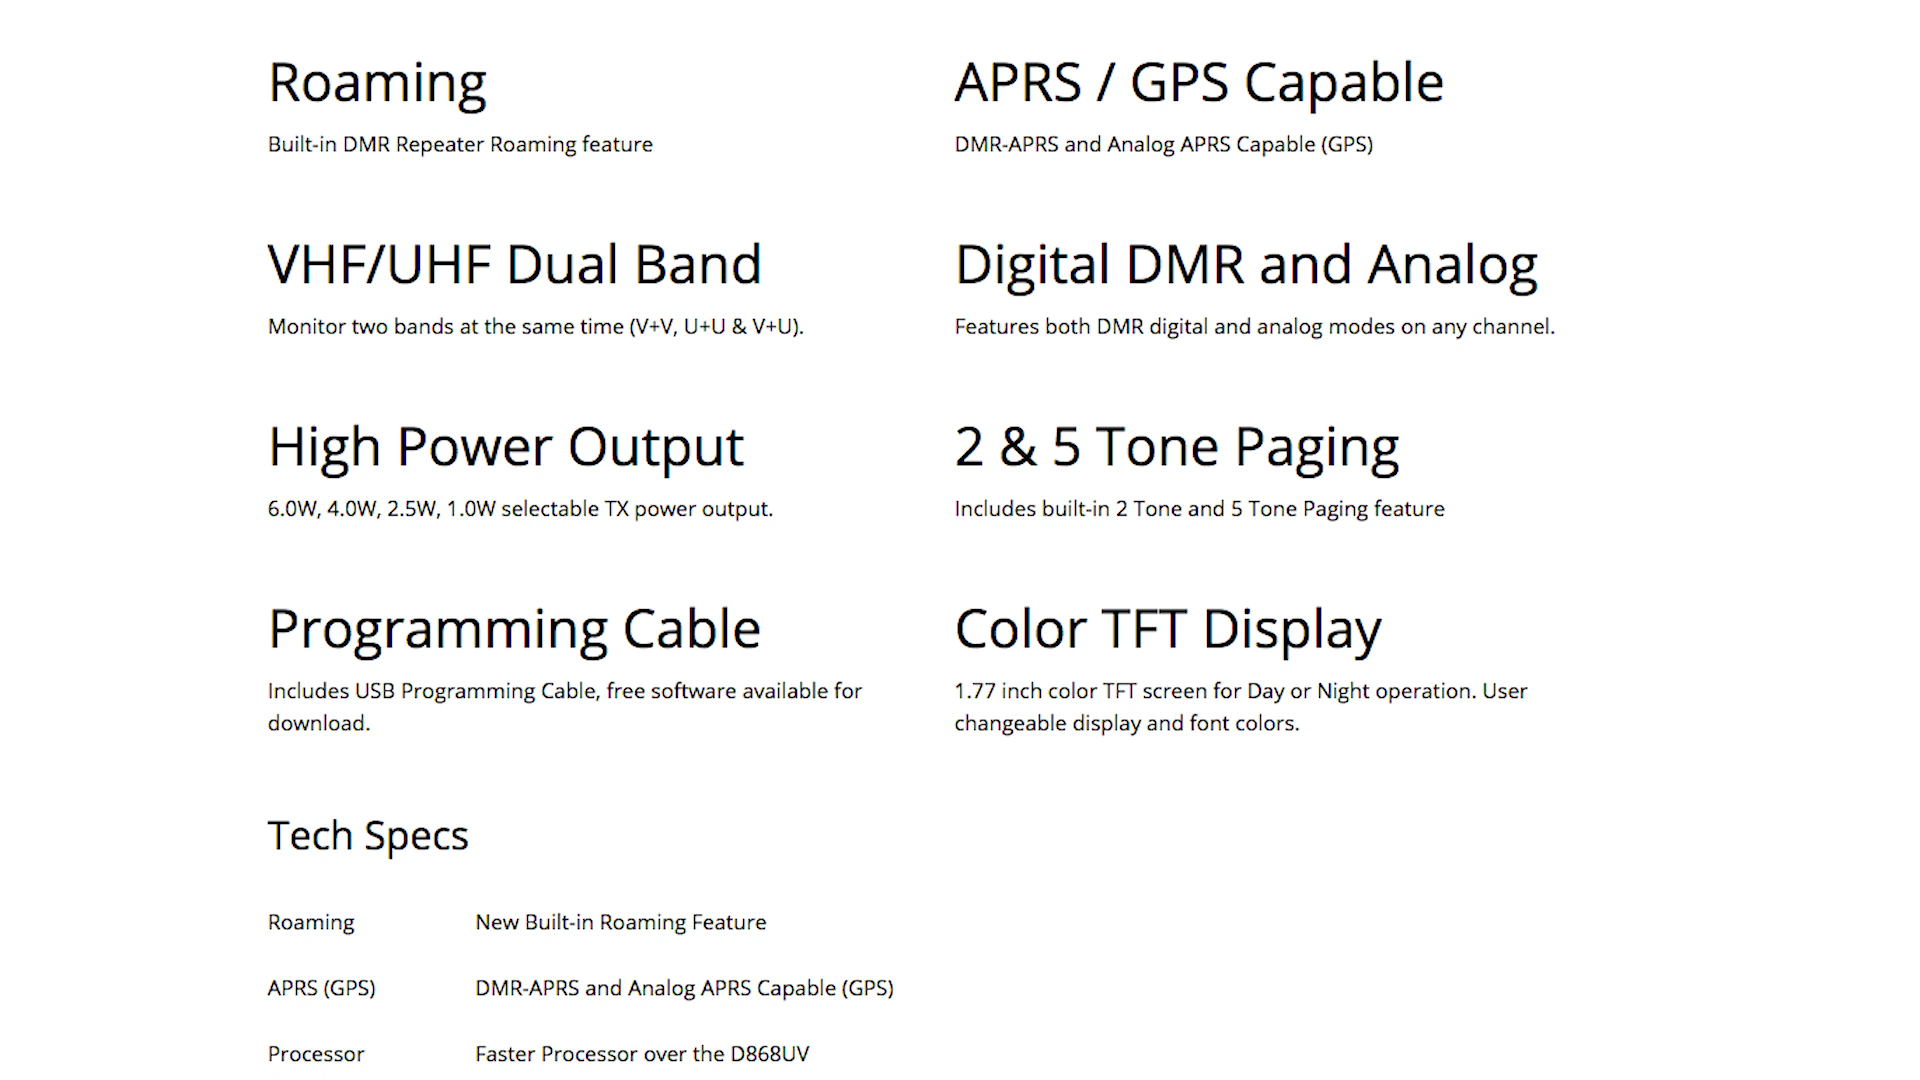 Roaming
Built-in DMR Repeater Roaming feature
APRS / GPS Capable
DMR-APRS and Analog APRS Capable (GPS)
VHF/UHF Dual Band
Monitor two bands at the same time (V+V, U+U & V+U).
Digital DMR and Analog
Features both DMR digital and analog modes on any channel.
High Power Output
6.0W, 4.0W, 2.5W, 1.0W selectable TX power output.
2 & 5 Tone Paging
Includes built-in 2 Tone and 5 Tone Paging feature
Programming Cable
Includes USB Programming Cable, free software available for
download.
Color TFT Display
1.77 inch color TFT screen for Day or Night operation. User
changeable display and font colors.
Tech Specs
Roaming New Built-in Roaming Feature
APRS (GPS) DMR-APRS and Analog APRS Capable (GPS)
Processor Faster Processor over the D868UV